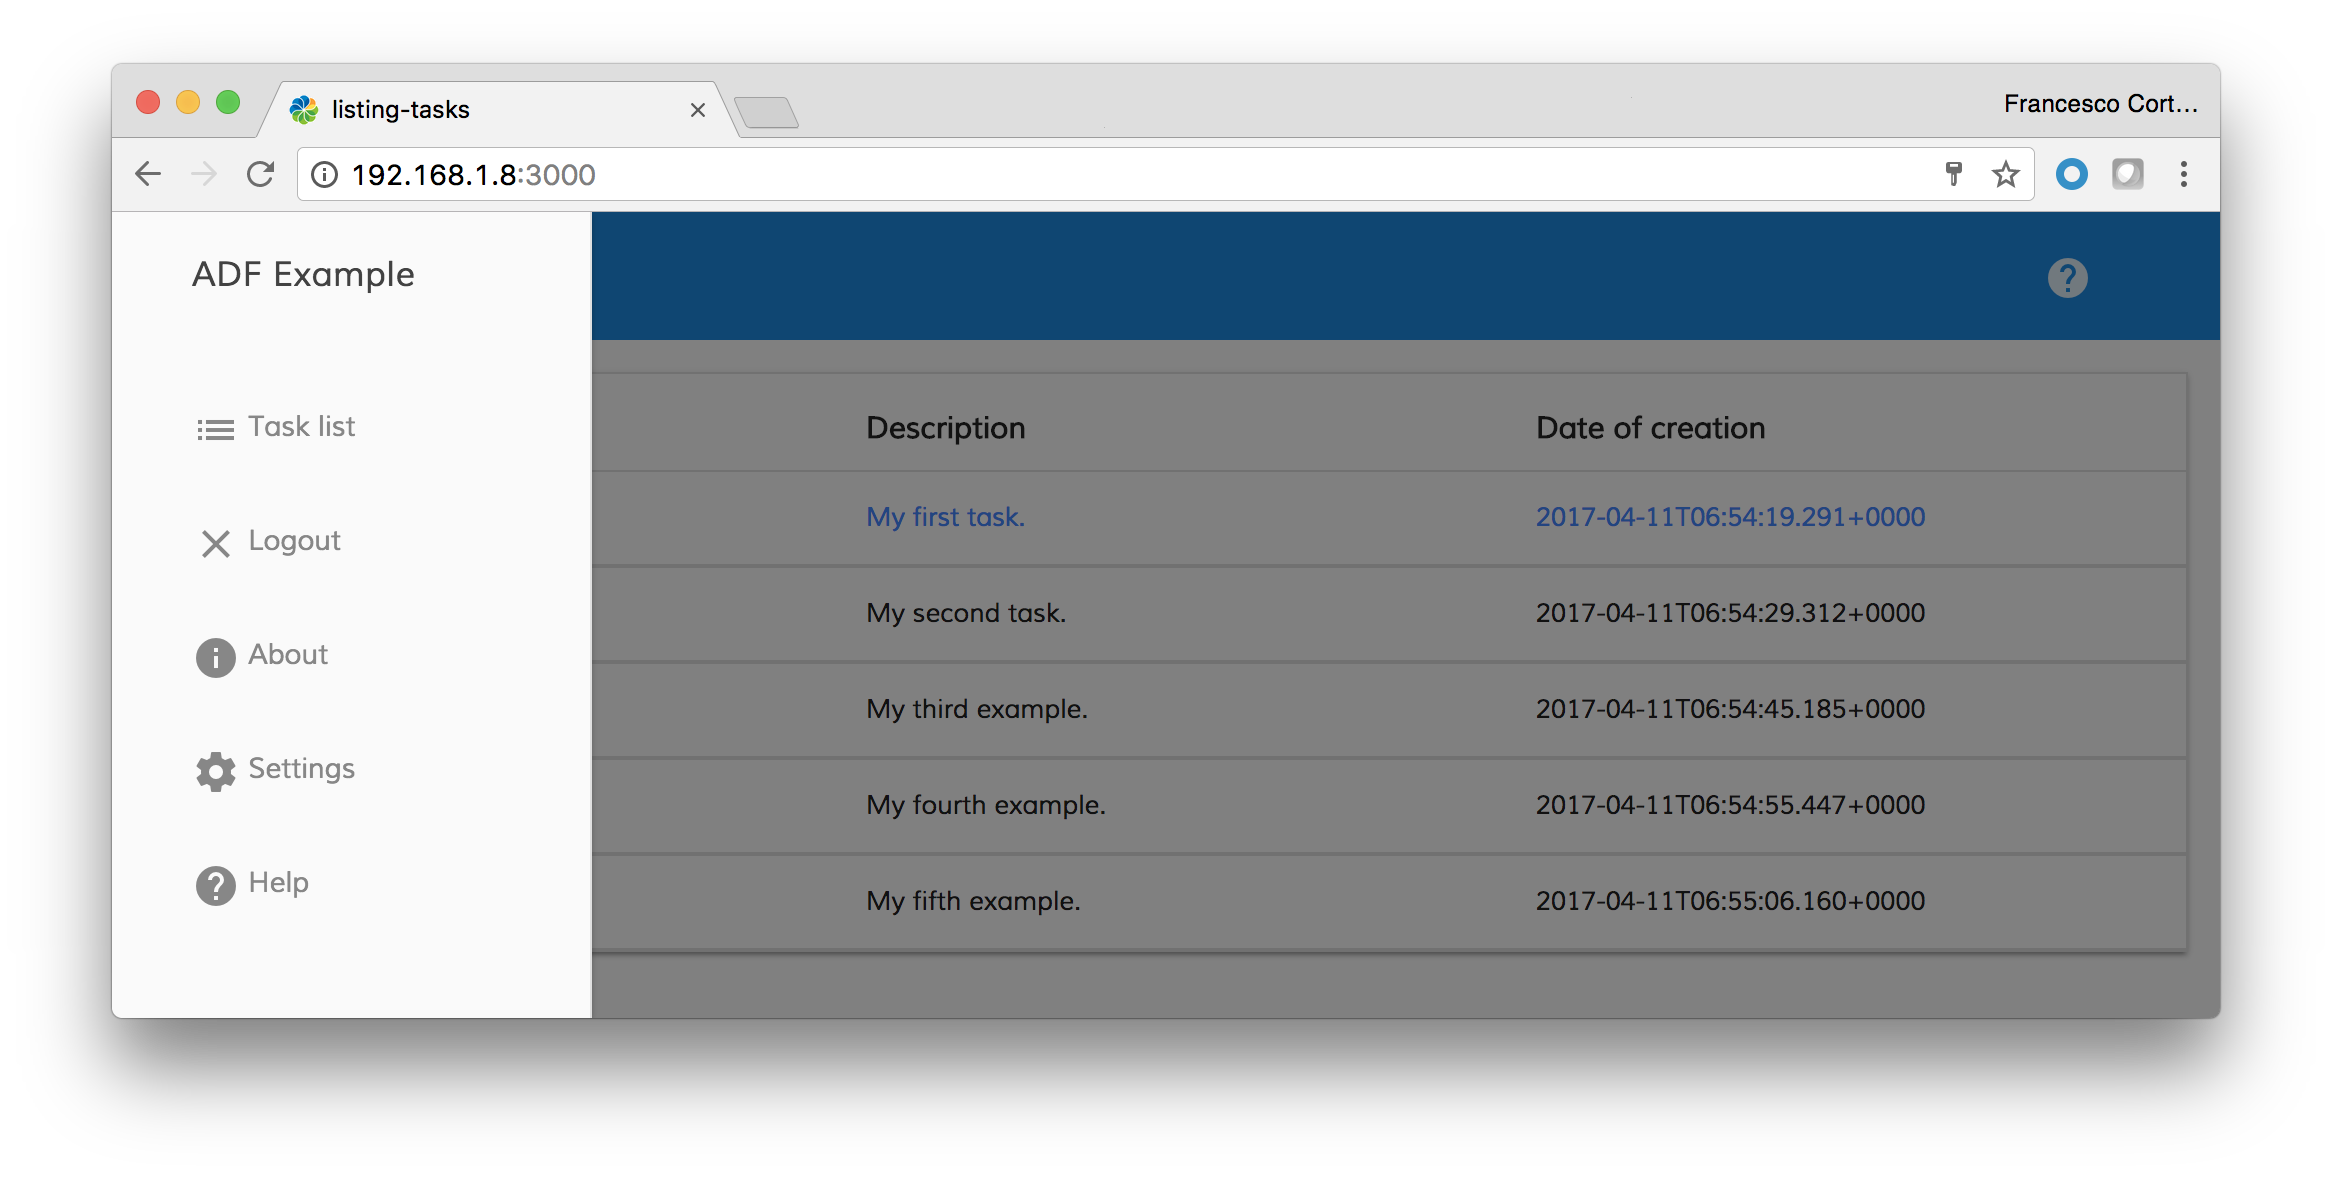 listing-tasks
Francesco Cort...
192.168.1.8:3000
ADF Example
Task list
Logout
About
Settings
Help
Description Date of creation
My first task. 2017-04-11T06:54:19.291+0000
My second task. 2017-04-11T06:54:29.312+0000
My third example. 2017-04-11T06:54:45.185+0000
My fourth example. 2017-04-11T06:54:55.447+0000
My fifth example. 2017-04-11T06:55:06.160+0000